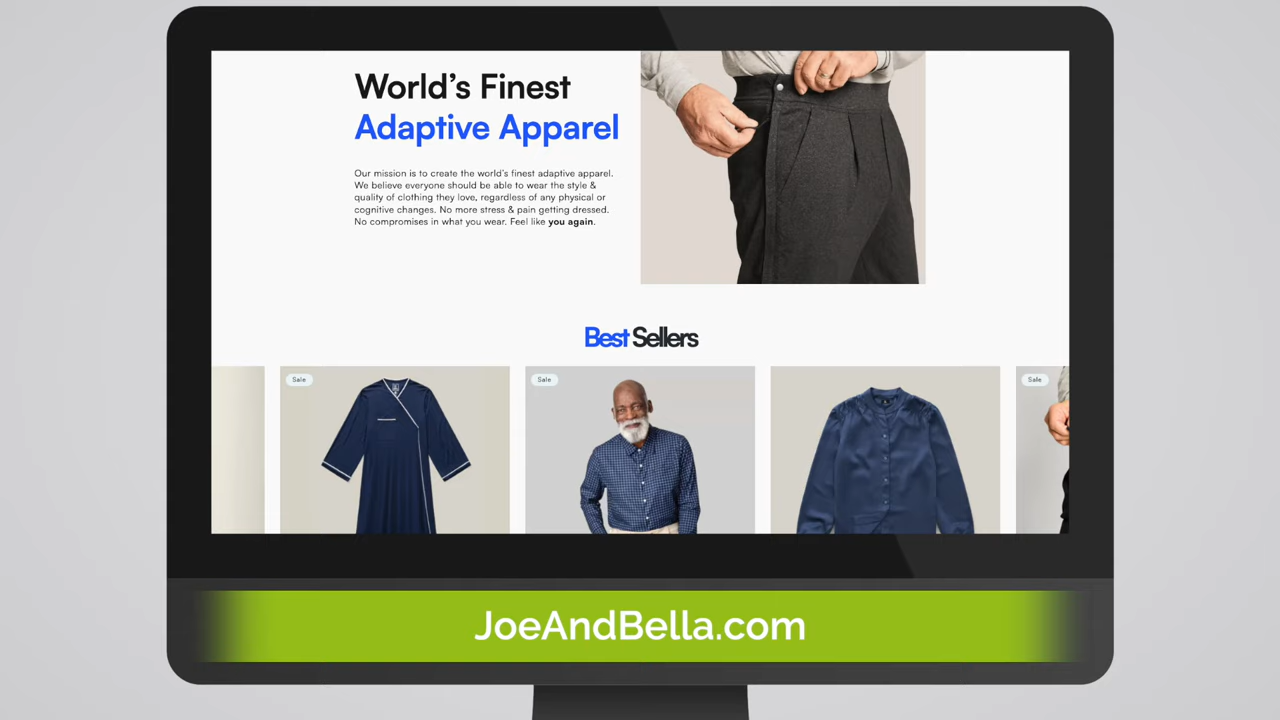 World's Finest
Adaptive Apparel
Our mission is to create the world's finest adaptive apparel.
We believe everyone should be able to wear the style &
quality of clothing they love, regardless of any physical or
cognitive changes. No more stress & pain getting dressed.
No compromises in what you wear. Feel like you again.
Best Sellers
Sale
Sale
Sale
JoeAndBella.com